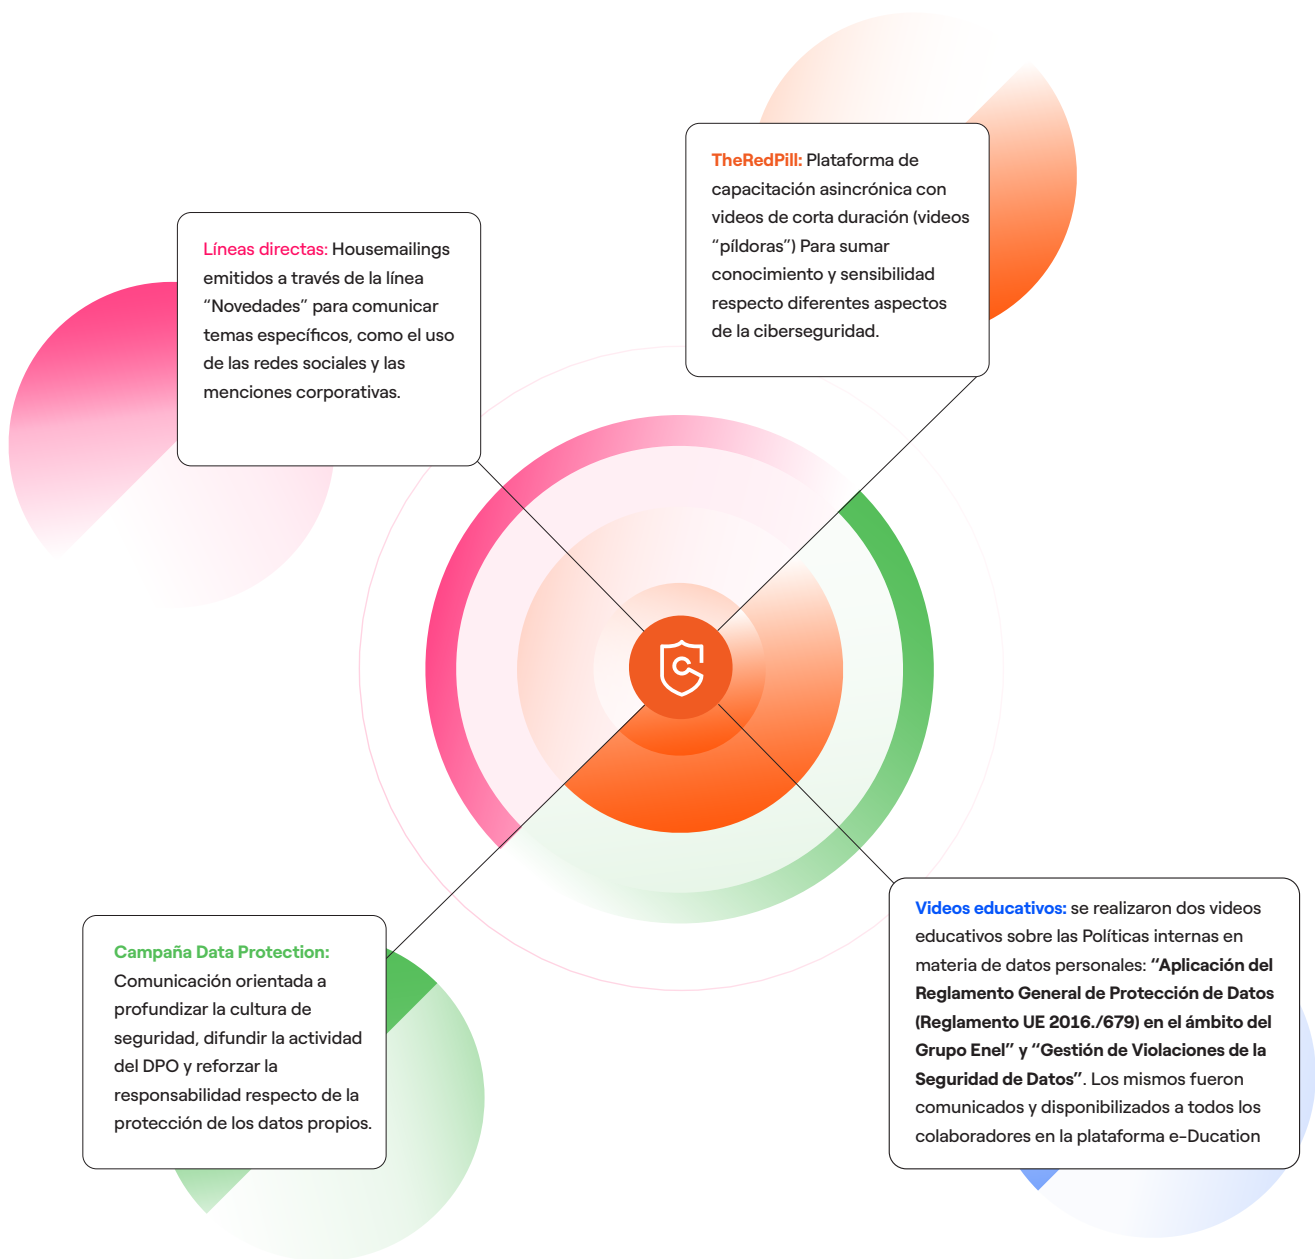 TheRedPill: Plataforma de
capacitación asincrónica con
videos de corta duración (videos
“píldoras”) Para sumar
conocimiento y sensibilidad
respecto diferentes aspectos
de la ciberseguridad.
Líneas directas: Housemailings
emitidos a través de la línea
“Novedades” para comunicar
temas específicos, como el uso
de las redes sociales y las
menciones corporativas.
Campaña Data Protection:
Comunicación orientada a
profundizar la cultura de
seguridad, difundir la actividad
del DPO y reforzar la
responsabilidad respecto de la
protección de los datos propios.
Videos educativos: se realizaron dos videos
educativos sobre las Políticas internas en
materia de datos personales: “Aplicación del
Reglamento General de Protección de Datos
(Reglamento UE 2016./679) en el ámbito del
Grupo Enel” y “Gestión de Violaciones de la
Seguridad de Datos”. Los mismos fueron
comunicados y disponibilizados a todos los
colaboradores en la plataforma e-Ducation